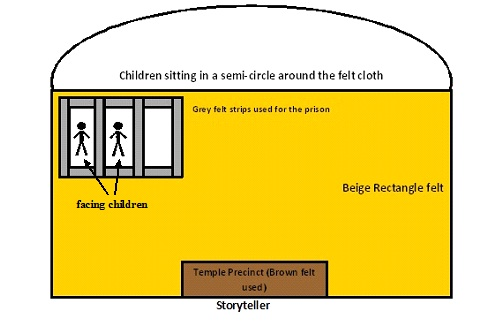 Children sitting in a semi-circle around the felt cloth
Grey felt strips used for the prison
facing children
Beige Rectangle felt
Temple Precinct (Brown felt
used)
Storyteller